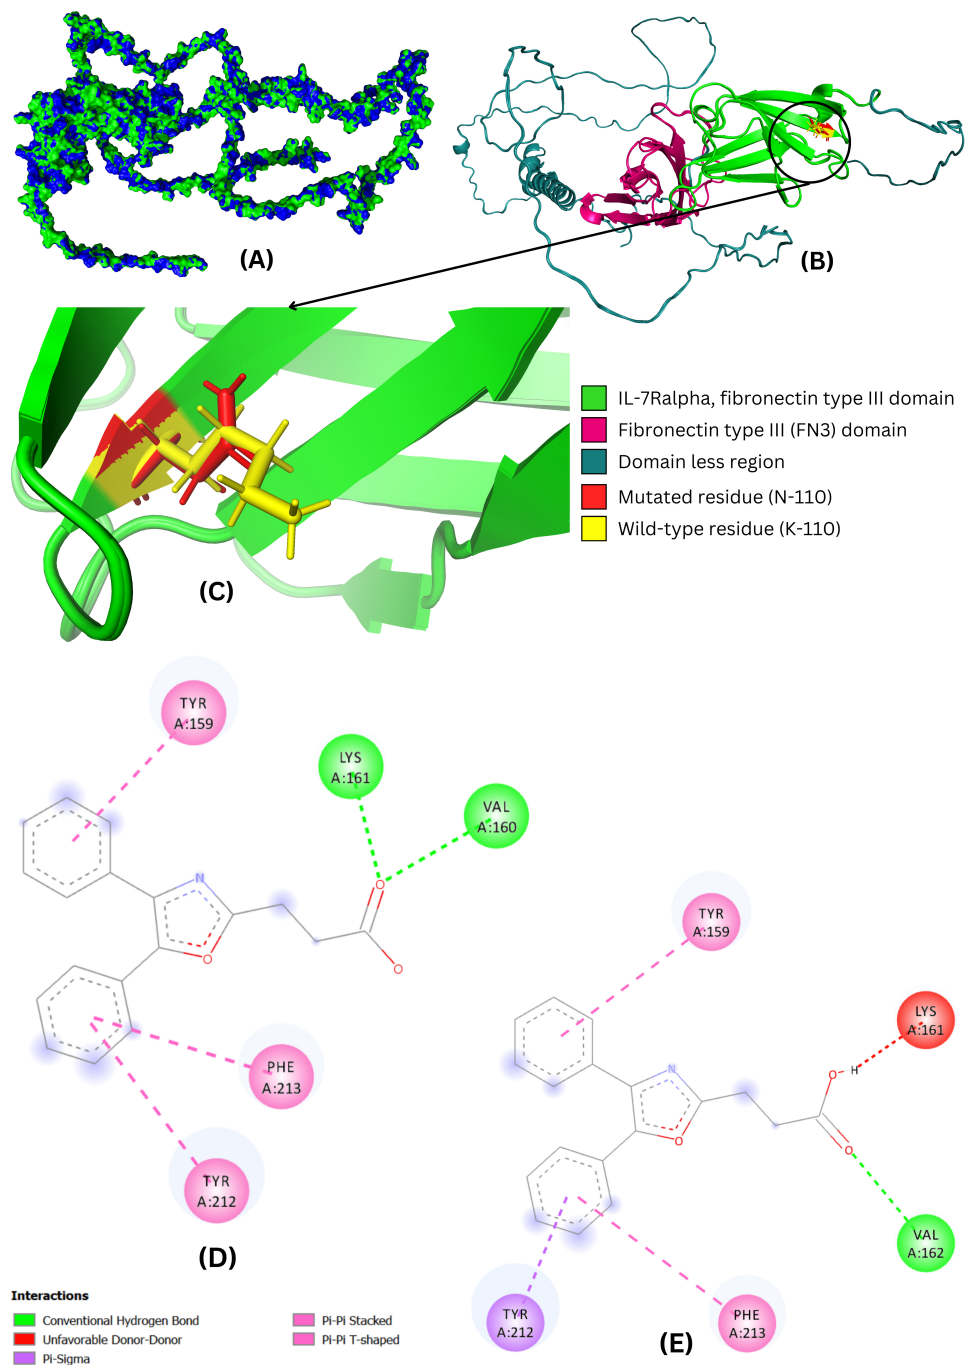 (A)
(B)
IL-7Ralpha, fibronectin type III domain
Fibronectin type III (FN3) domain
Domain less region
Mutated residue (N-110)
Wild-type residue (K-110)
(C)
TYR
A:159
LYS
A:161
VAL
A:160
N
O
O
O
PHE
A:213
TYR
A:212
(D)
TYR
A:159
LYS
A:161
N
O
H
O
O
VAL
A:162
TYR
A:212
PHE
A:213
(E)
Interactions
Conventional Hydrogen Bond
Unfavorable Donor-Donor
Pi-Sigma
Pi-Pi Stacked
Pi-Pi T-shaped